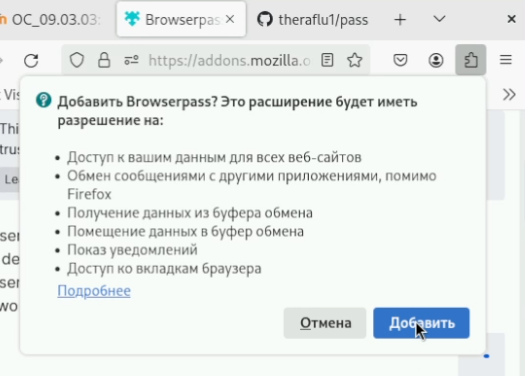 OC_09.03.03:
Browserpas
theraflu1/pass
https://addons.mozilla.o
Vis
Добавить Browserpass? Это расширение будет иметь
разрешение на:
Thi
trus
Le
Доступ к вашим данным для всех веб-сайтов
Обмен сообщениями с другими приложениями, помимо
Firefox
Получение данных из буфера обмена
Помещение данных в буфер обмена
Показ уведомлений
Доступ ко вкладкам браузера
Подробнее
ser
de
ser
wo
Отмена
Добавить